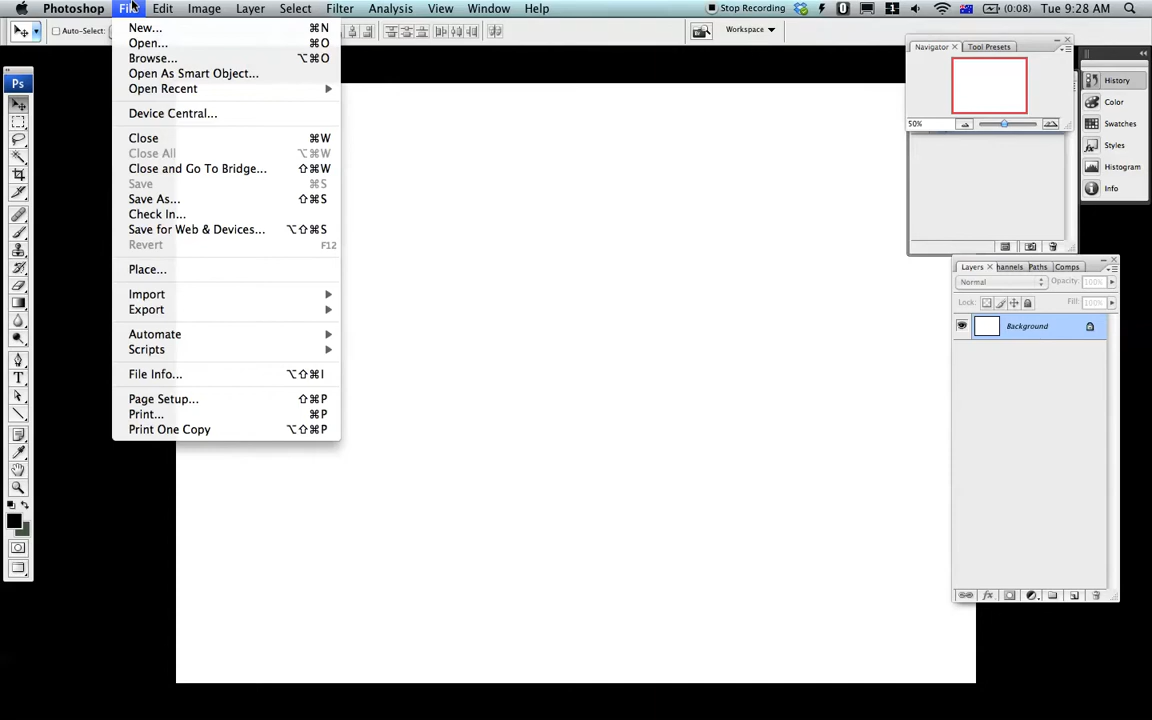 Photoshop File Edit Image Layer Select Filter Analysis View Window Help Stop Recording (0:08) Tue 9:28 AM
Auto-Select: Workspace
New... ⌘N
Open... ⌘O
Browse... ⌥⌘O
Open As Smart Object...
Open Recent
Device Central...
Close ⌘W
Close All ⌥⌘W
Close and Go To Bridge... ⇧⌘W
Save ⌘S
Save As... ⇧⌘S
Check In...
Save for Web & Devices... ⌥⇧⌘S
Revert F12
Place...
Import
Export
Automate
Scripts
File Info... ⌥⇧⌘I
Page Setup... ⇧⌘P
Print... ⌘P
Print One Copy ⌥⇧⌘P
Ps
T
Navigator Tool Presets
50%
History
Color
Swatches
Styles
Histogram
Info
Layers hannels Paths Comps
Normal Opacity: 100%
Lock: Fill: 100%
Background
fx